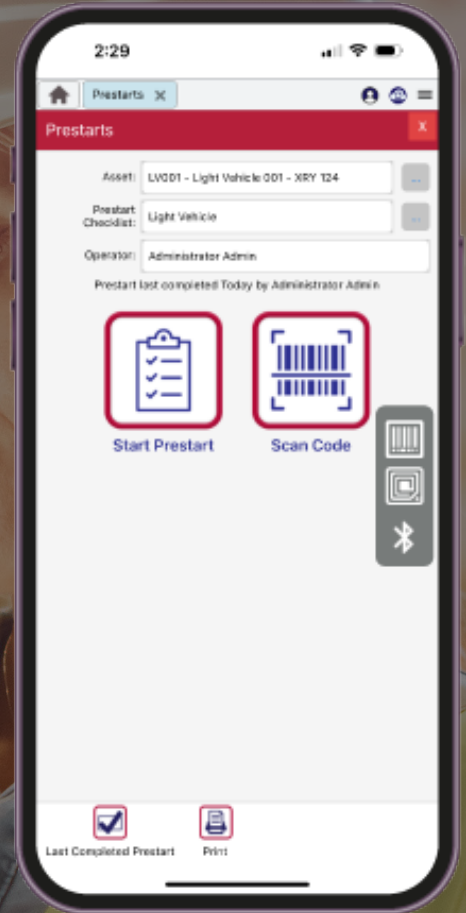 2:29
Prestarts X
Prestarts
X
Asset: LV001 - Light Vehicle 001 - XRY 124 ...
Prestart
Checklist: Light Vehicle ...
Operator: Administrator Admin
Prestart last completed Today by Administrator Admin
Start Prestart Scan Code
Last Completed Prestart Print